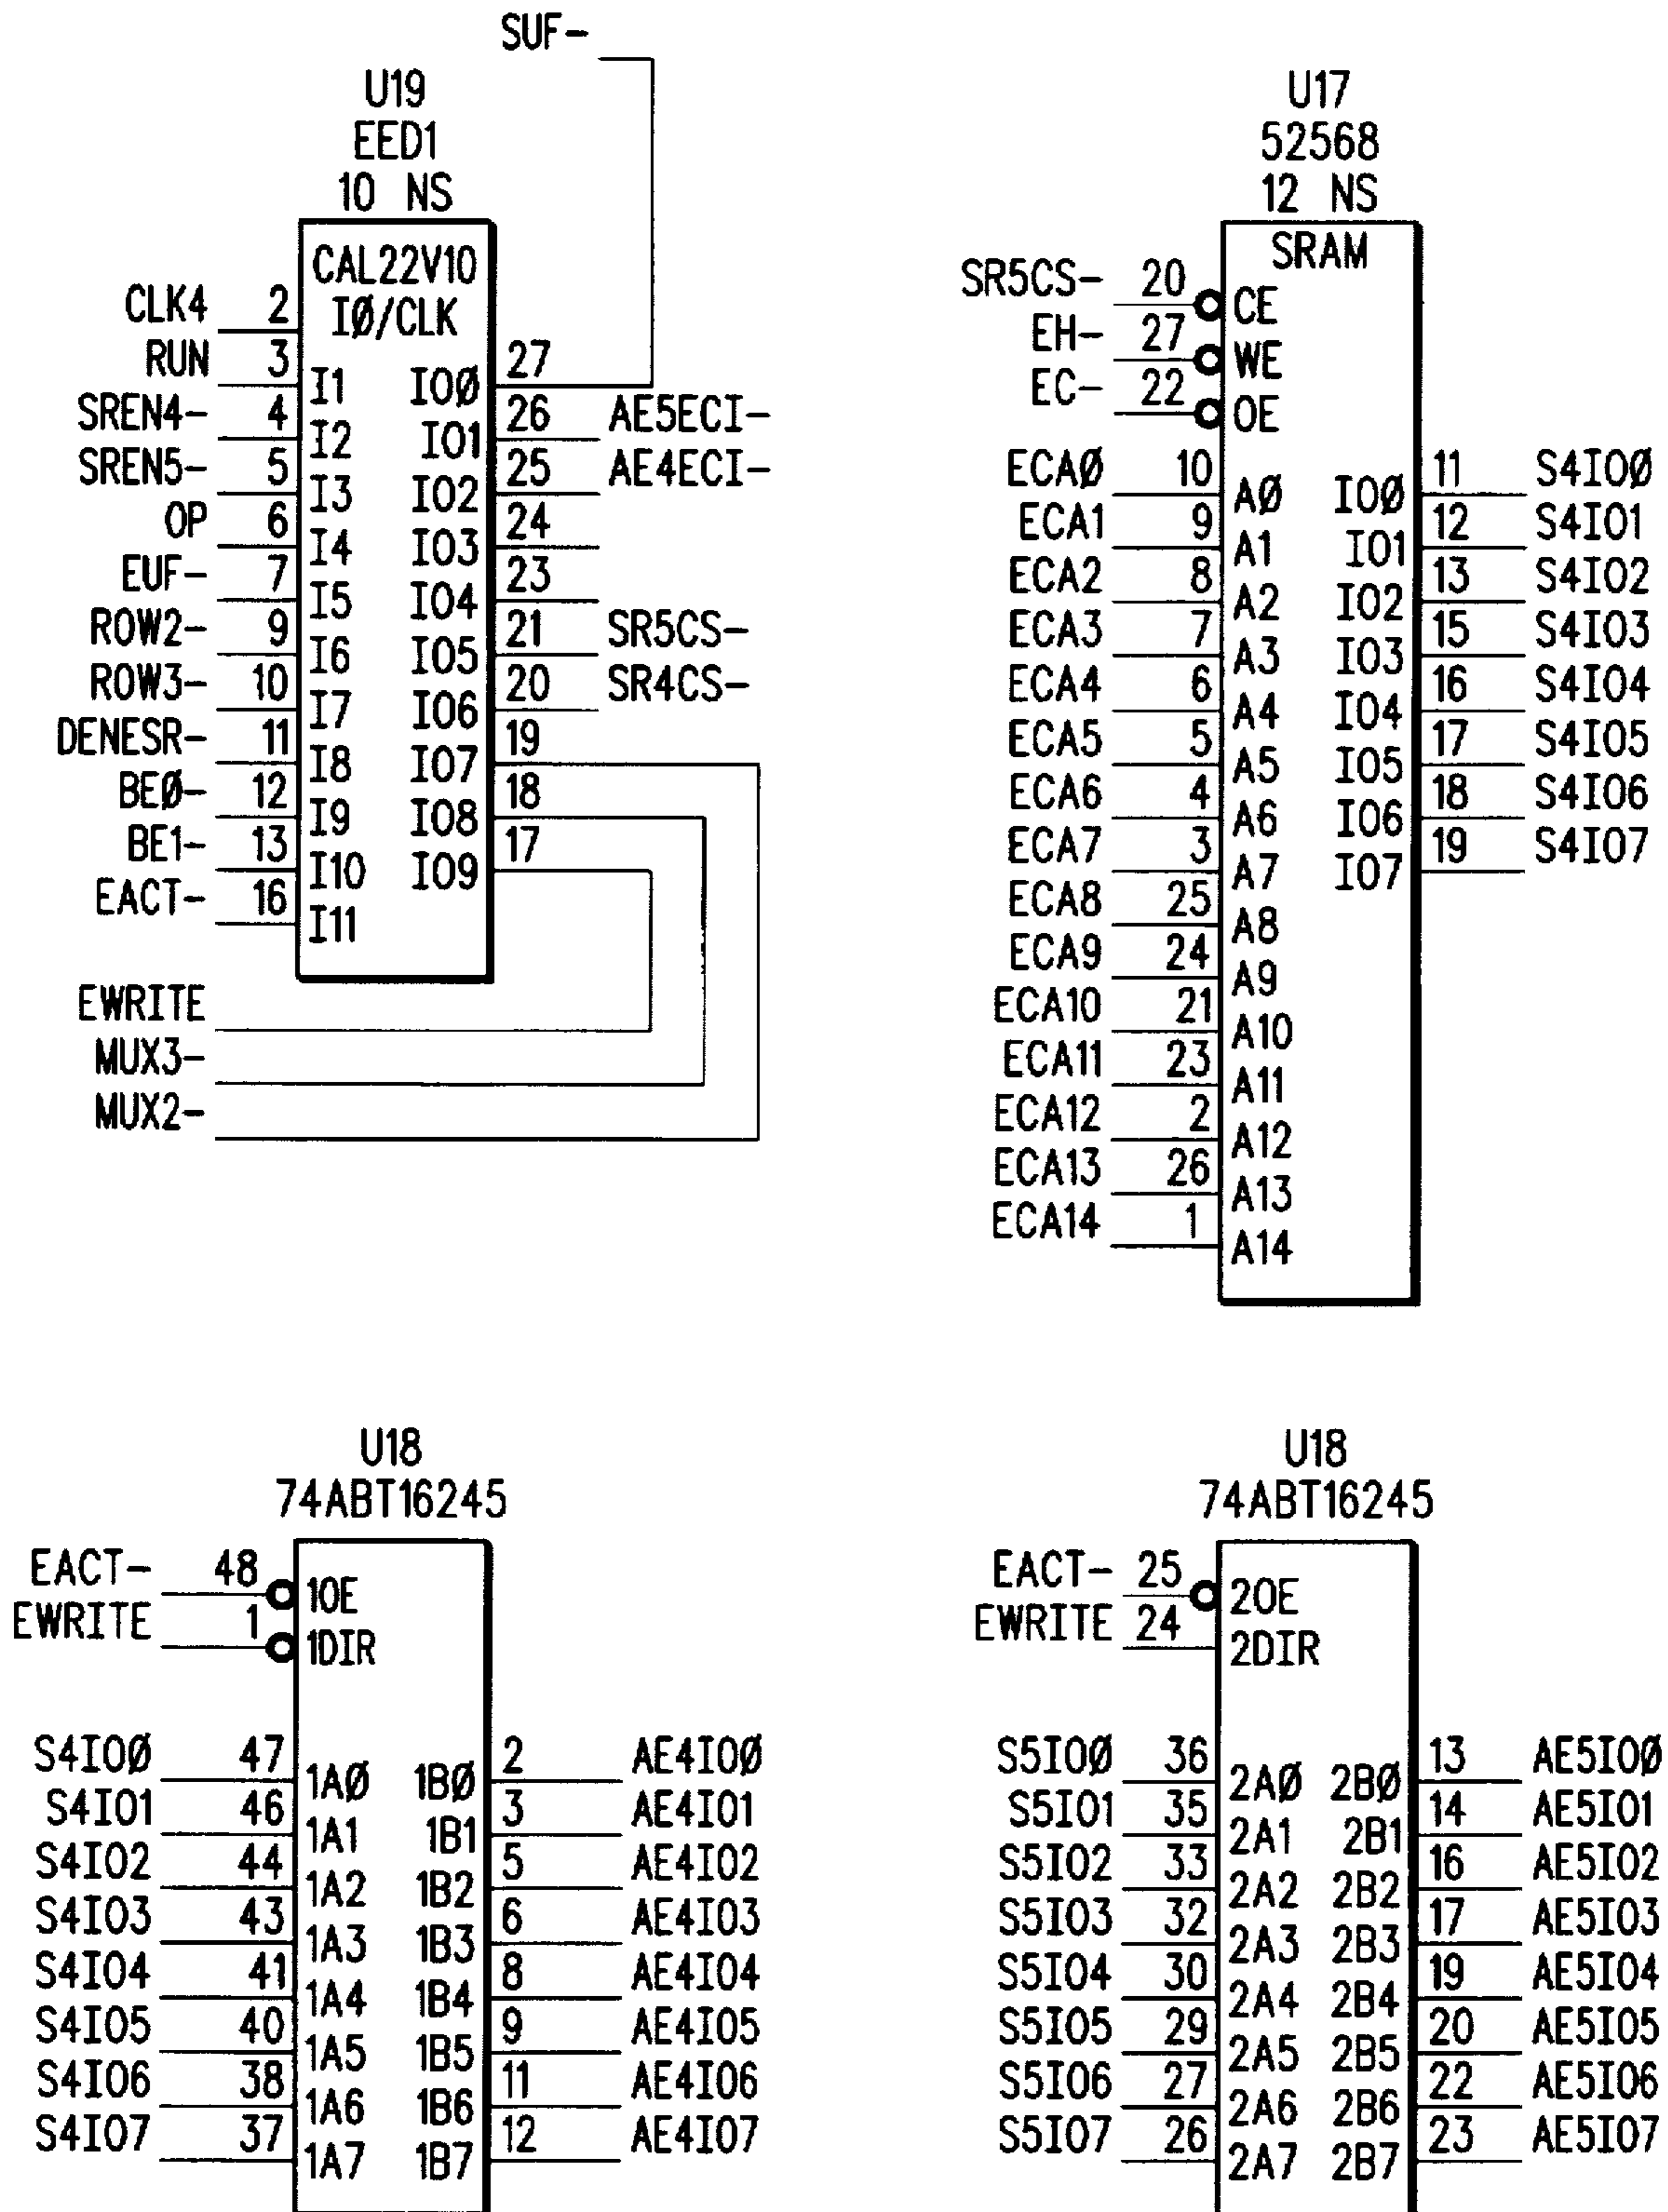 SUF-
U19
EED1
10 NS
CAL22V10
CLK4 2 IØ/CLK
RUN 3 I1 IOØ 27
SREN4- 4 I2 IO1 26 AE5ECI-
SREN5- 5 I3 IO2 25 AE4ECI-
OP 6 I4 IO3 24
EUF- 7 I5 IO4 23
ROW2- 9 I6 IO5 21 SR5CS-
ROW3- 10 I7 IO6 20 SR4CS-
DENESR- 11 I8 IO7 19
BEØ- 12 I9 IO8 18
BE1- 13 I10 IO9 17
EACT- 16 I11
EWRITE
MUX3-
MUX2-
U17
52568
12 NS
SRAM
SR5CS- 20 CE
EH- 27 WE
EC- 22 OE
ECAØ 10 AØ IOØ 11 S4IOØ
ECA1 9 A1 IO1 12 S4IO1
ECA2 8 A2 IO2 13 S4IO2
ECA3 7 A3 IO3 15 S4IO3
ECA4 6 A4 IO4 16 S4IO4
ECA5 5 A5 IO5 17 S4IO5
ECA6 4 A6 IO6 18 S4IO6
ECA7 3 A7 IO7 19 S4IO7
ECA8 25 A8
ECA9 24 A9
ECA10 21 A10
ECA11 23 A11
ECA12 2 A12
ECA13 26 A13
ECA14 1 A14
U18
74ABT16245
EACT- 48 1OE
EWRITE 1 1DIR
S4IOØ 47 1AØ 1BØ 2 AE4IOØ
S4IO1 46 1A1 1B1 3 AE4IO1
S4IO2 44 1A2 1B2 5 AE4IO2
S4IO3 43 1A3 1B3 6 AE4IO3
S4IO4 41 1A4 1B4 8 AE4IO4
S4IO5 40 1A5 1B5 9 AE4IO5
S4IO6 38 1A6 1B6 11 AE4IO6
S4IO7 37 1A7 1B7 12 AE4IO7
U18
74ABT16245
EACT- 25 2OE
EWRITE 24 2DIR
S5IOØ 36 2AØ 2BØ 13 AE5IOØ
S5IO1 35 2A1 2B1 14 AE5IO1
S5IO2 33 2A2 2B2 16 AE5IO2
S5IO3 32 2A3 2B3 17 AE5IO3
S5IO4 30 2A4 2B4 19 AE5IO4
S5IO5 29 2A5 2B5 20 AE5IO5
S5IO6 27 2A6 2B6 22 AE5IO6
S5IO7 26 2A7 2B7 23 AE5IO7